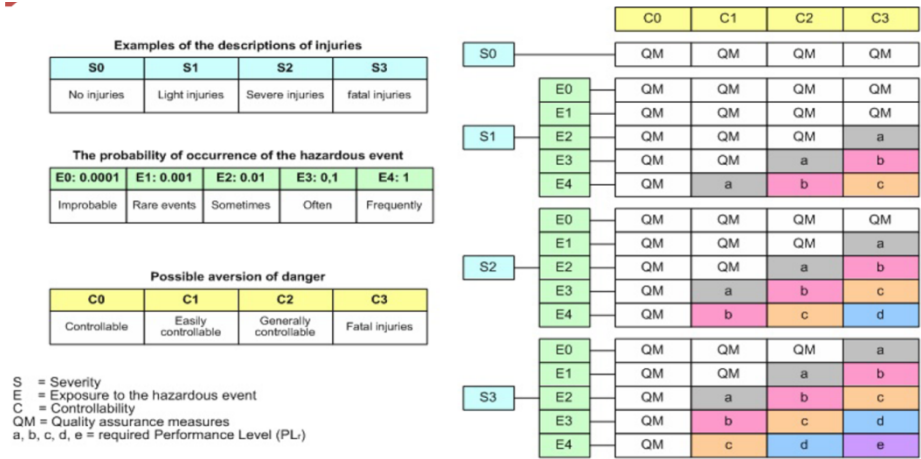 Examples of the descriptions of injuries
S0 S1 S2 S3
No injuries Light injuries Severe injuries fatal injuries
The probability of occurrence of the hazardous event
E0: 0.0001 E1: 0.001 E2: 0.01 E3: 0,1 E4: 1
Improbable Rare events Sometimes Often Frequently
Possible aversion of danger
C0 C1 C2 C3
Controllable Easily controllable Generally controllable Fatal injuries
S = Severity
E = Exposure to the hazardous event
C = Controllability
QM = Quality assurance measures
a, b, c, d, e = required Performance Level (PLr)
C0 C1 C2 C3
S0 QM QM QM QM
S1
E0 QM QM QM QM
E1 QM QM QM QM
E2 QM QM QM a
E3 QM QM a b
E4 QM a b c
S2
E0 QM QM QM QM
E1 QM QM QM a
E2 QM QM a b
E3 QM a b c
E4 QM b c d
S3
E0 QM QM QM a
E1 QM QM a b
E2 QM a b c
E3 QM b c d
E4 QM c d e